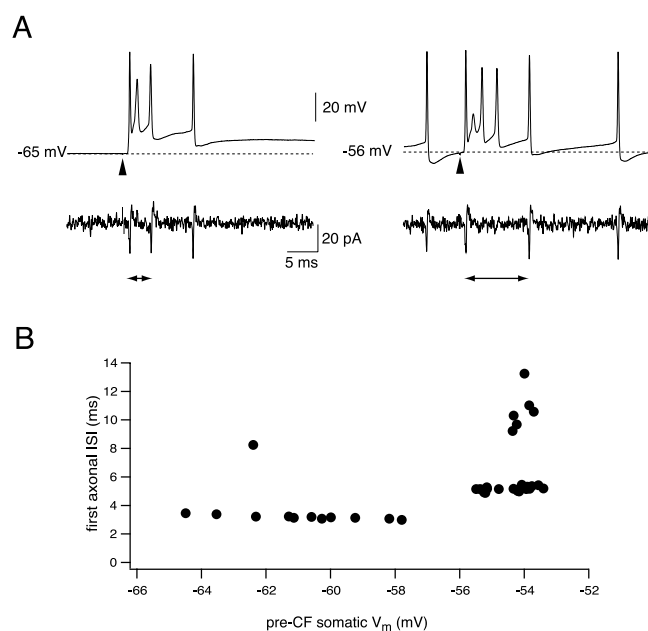 A
20 mV
-65 mV
-56 mV
20 pA
5 ms
B
14
12
10
8
6
4
2
0
first axonal ISI (ms)
-66
-64
-62
-60
-58
-56
-54
-52
pre-CF somatic Vm (mV)